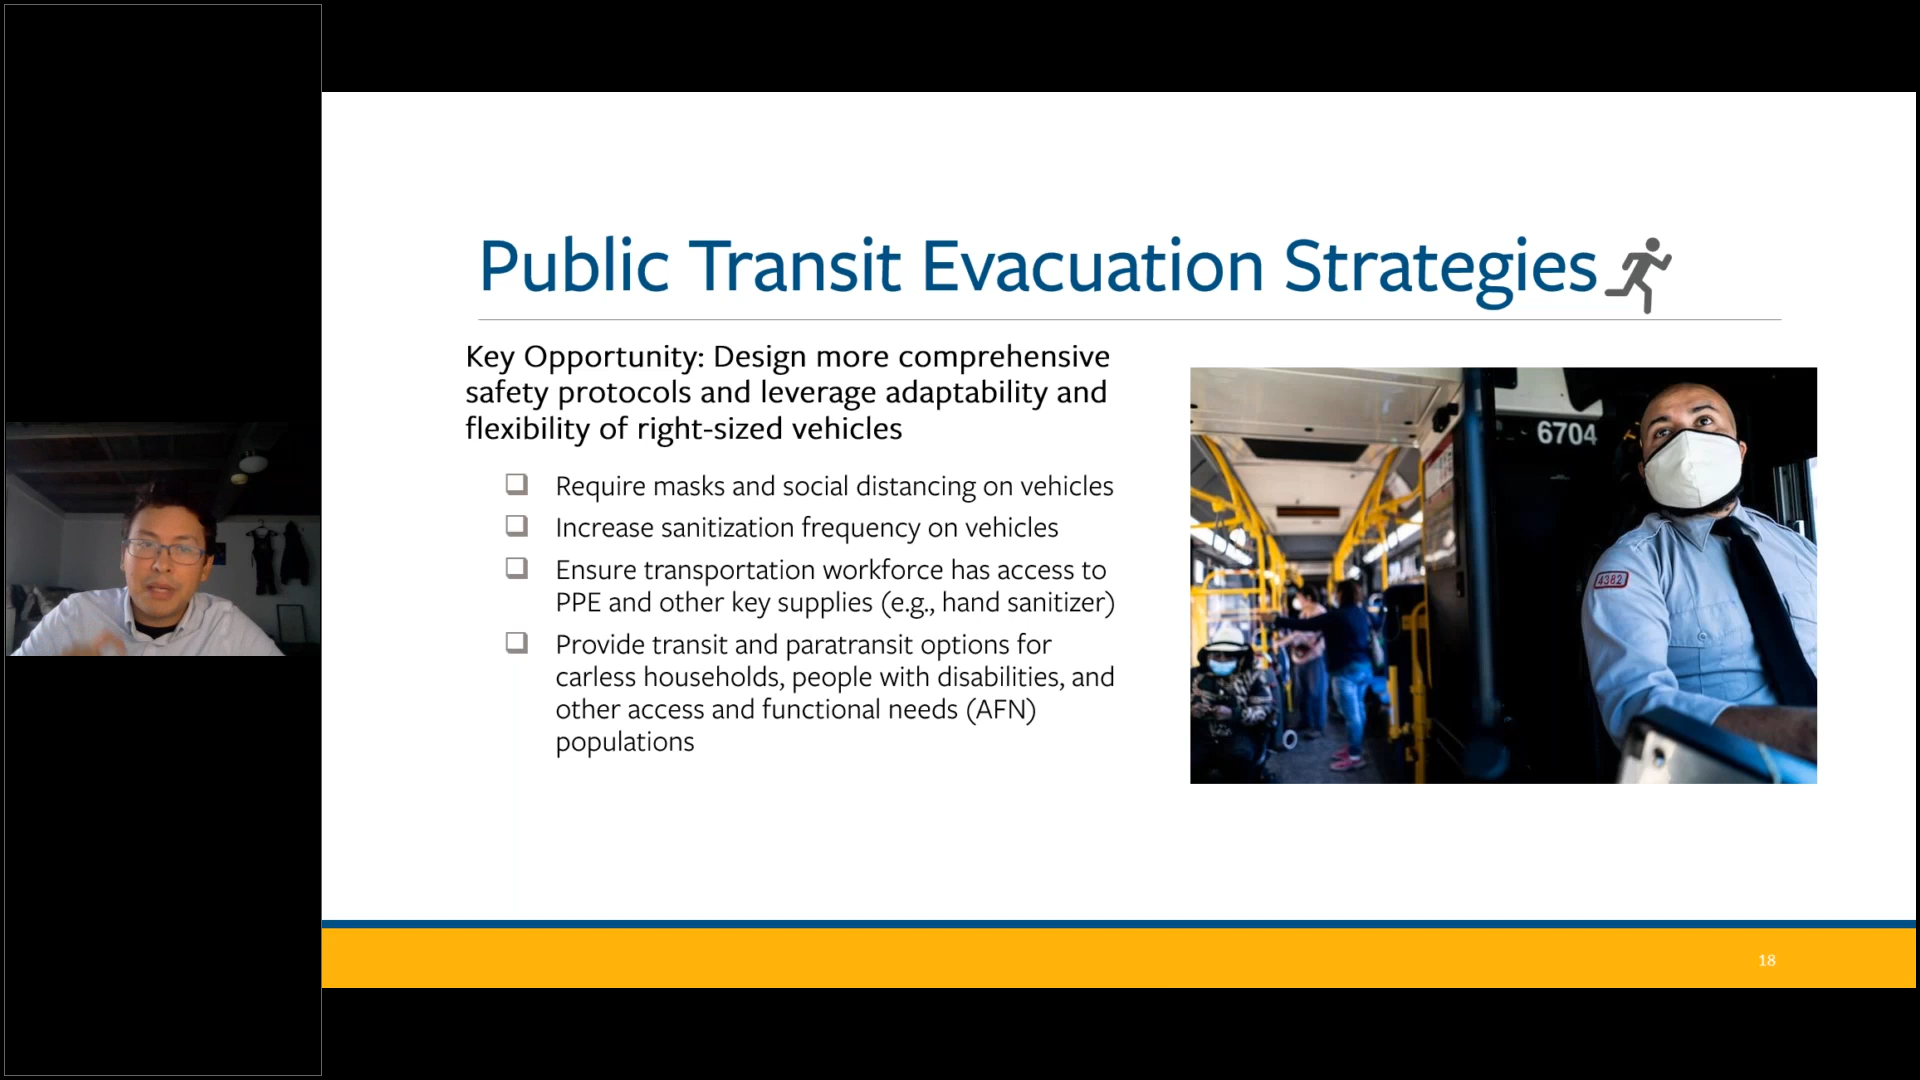 Public Transit Evacuation Strategies
Key Opportunity: Design more comprehensive
safety protocols and leverage adaptability and
flexibility of right-sized vehicles
Require masks and social distancing on vehicles
Increase sanitization frequency on vehicles
Ensure transportation workforce has access to
PPE and other key supplies (e.g., hand sanitizer)
Provide transit and paratransit options for
carless households, people with disabilities, and
other access and functional needs (AFN)
populations
6704
4382
18